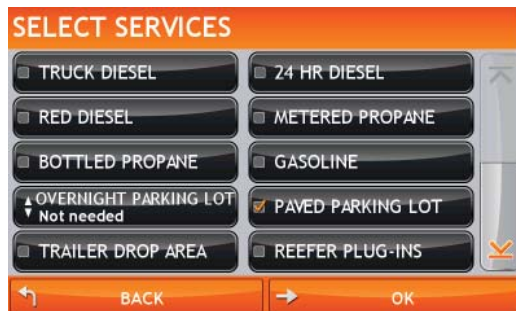 SELECT SERVICES
TRUCK DIESEL
24 HR DIESEL
RED DIESEL
METERED PROPANE
BOTTLED PROPANE
GASOLINE
OVERNIGHT PARKING LOT
Not needed
PAVED PARKING LOT
TRAILER DROP AREA
REEFER PLUG-INS
BACK
OK